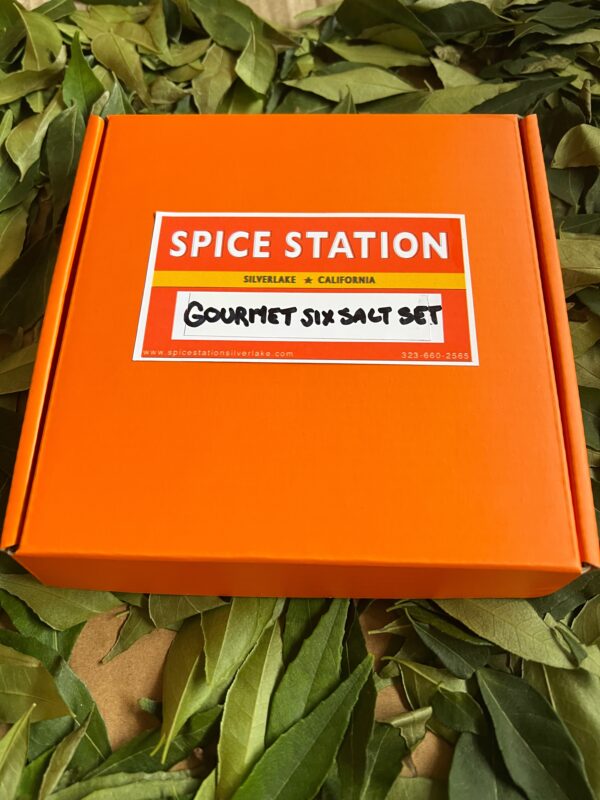 SPICE STATION
SILVERLAKE ★ CALIFORNIA
GOURMET SIX SALT SET
www.spicestationsilverlake.com 323-660-2565